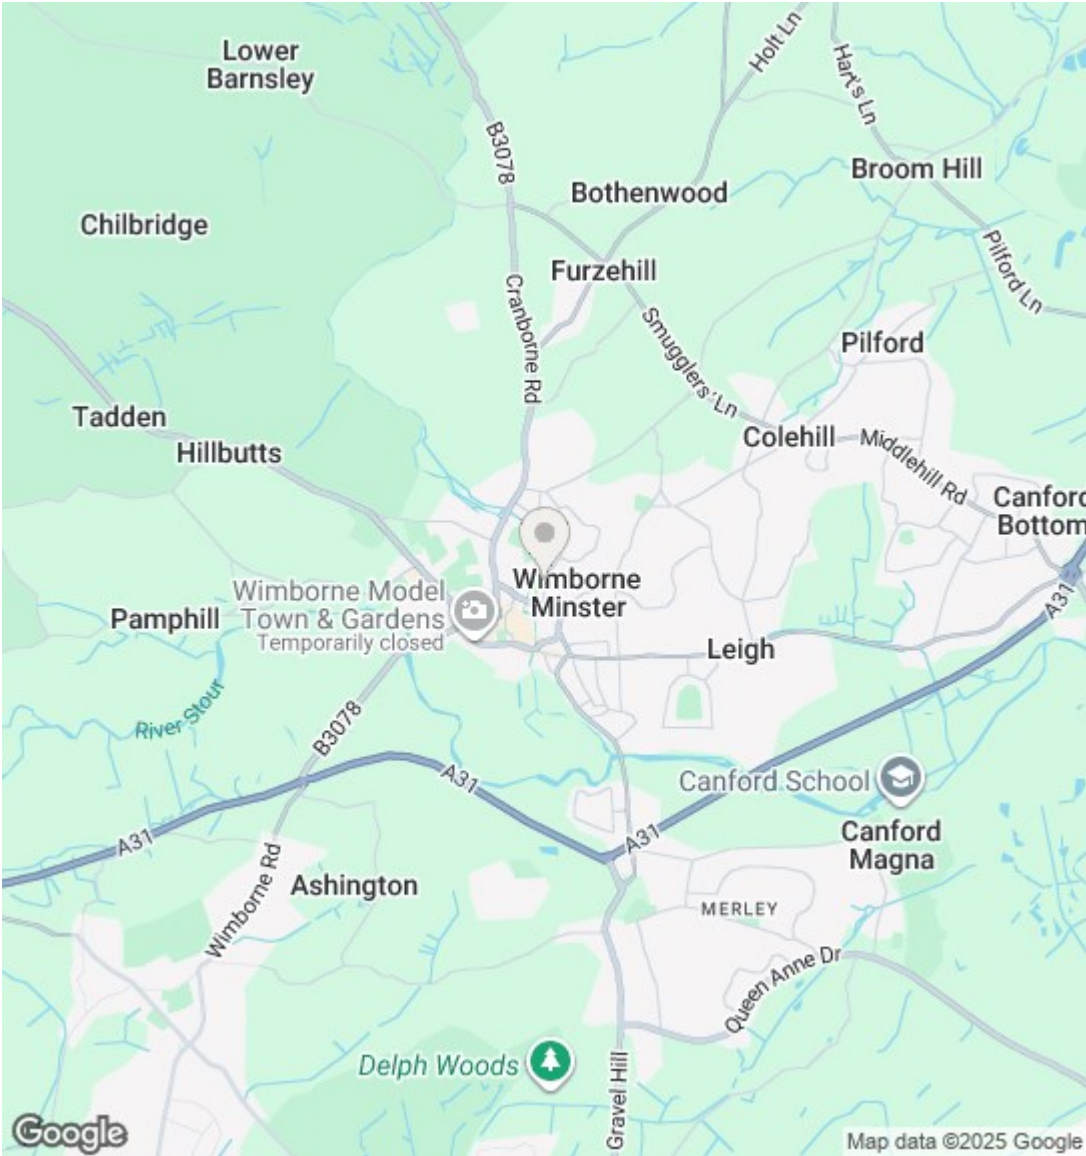 Lower
Barnsley
Holt Ln
Hart's Ln
B3078
Broom Hill
Bothenwood
Chilbridge
Furzehill
Pilford Ln
Cranborne Rd
Smugglers' Ln
Pilford
Tadden
Hillbutts
Colehill
Middlehill Rd
Canford
Bottom
Wimborne
Minster
Wimborne Model
Town & Gardens
Temporarily closed
Pamphill
A31
Leigh
River Stour
B3078
A31
Canford School
A31
A31
Canford
Magna
Ashington
Wimborne Rd
MERLEY
Queen Anne Dr
Delph Woods
Gravel Hill
Google
Map data ©2025 Google